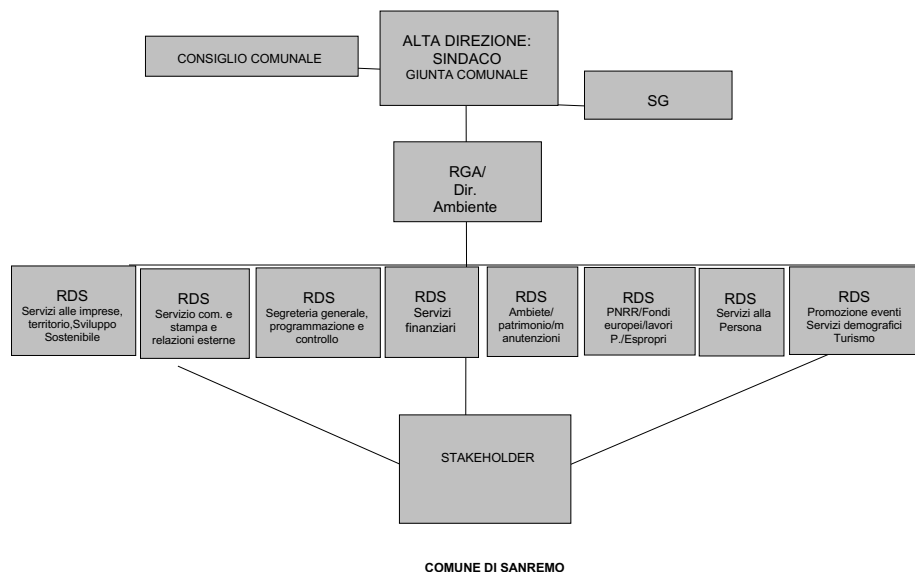 CONSIGLIO COMUNALE
ALTA DIREZIONE:
SINDACO
GIUNTA COMUNALE
SG
RGA/
Dir.
Ambiente
RDS
Servizi alle imprese,
territorio,Sviluppo
Sostenibile
RDS
Servizio com. e
stampa e
relazioni esterne
RDS
Segreteria generale,
programmazione e
controllo
RDS
Servizi
finanziari
RDS
Ambiete/
patrimonio/m
anutenzioni
RDS
PNRR/Fondi
europei/lavori
P./Espropri
RDS
Servizi alla
Persona
RDS
Promozione eventi
Servizi demografici
Turismo
STAKEHOLDER
COMUNE DI SANREMO